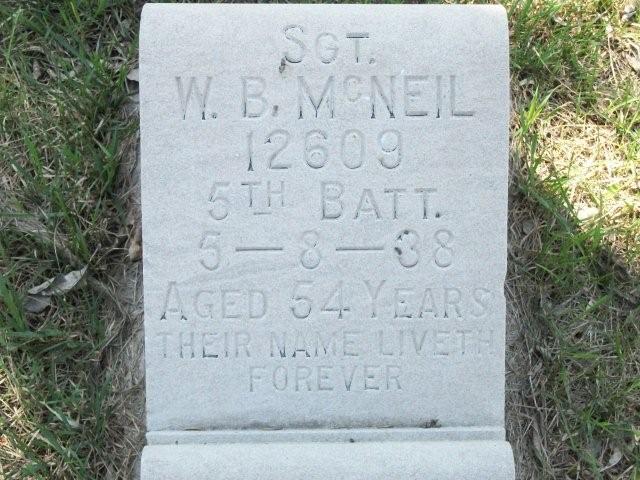 SGT.
W. B. McNEIL
12609
5TH BATT.
5-8-38
AGED 54 YEARS
THEIR NAME LIVETH
FOREVER